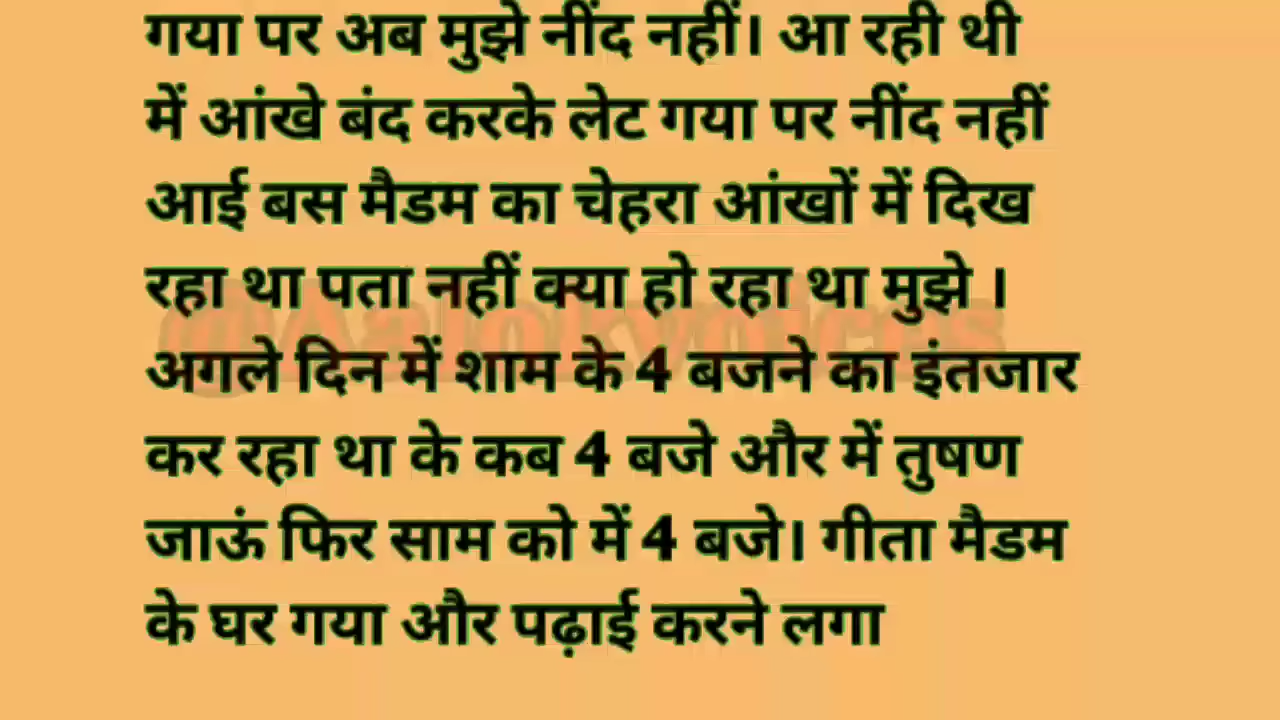 गया पर अब मुझे नींद नहीं। आ रही थी
में आंखे बंद करके लेट गया पर नींद नहीं
आई बस मैडम का चेहरा आंखों में दिख
रहा था पता नहीं क्या हो रहा था मुझे ।
अगले दिन में शाम के 4 बजने का इंतजार
कर रहा था के कब 4 बजे और में तुषण
जाऊं फिर साम को में 4 बजे। गीता मैडम
के घर गया और पढ़ाई करने लगा